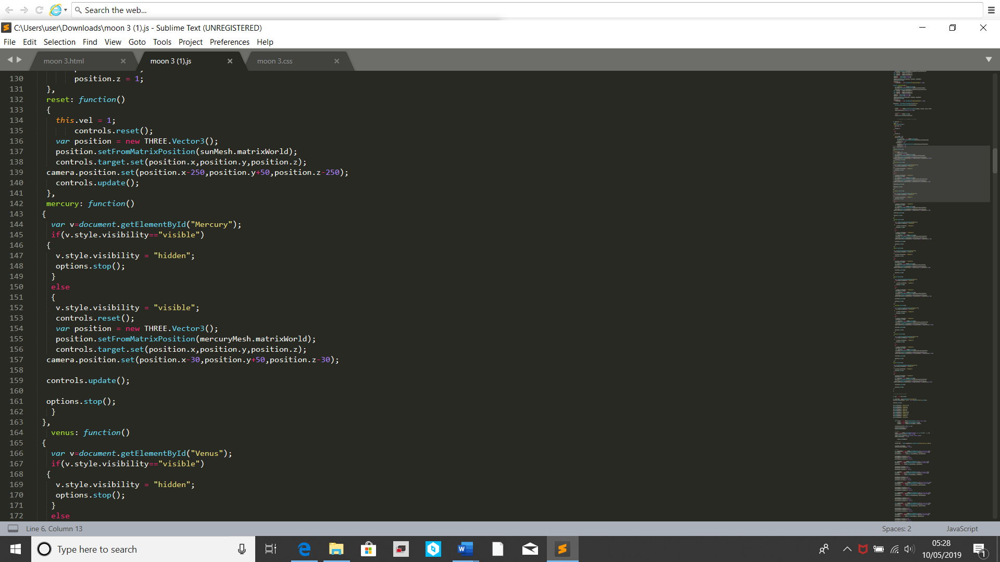 Search the web...
C:\Users\user\Downloads\moon 3 (1).js - Sublime Text (UNREGISTERED)
File Edit Selection Find View Goto Tools Project Preferences Help
moon 3.html
moon 3 (1).js
moon 3.css
130 position.z = 1;
131 },
132 reset: function()
133 {
134 this.vel = 1;
135 controls.reset();
136 var position = new THREE.Vector3();
137 position.setFromMatrixPosition(sunMesh.matrixWorld);
138 controls.target.set(position.x,position.y,position.z);
139 camera.position.set(position.x-250,position.y+50,position.z-250);
140 controls.update();
141 },
142 mercury: function()
143 {
144 var v=document.getElementById("Mercury");
145 if(v.style.visibility=="visible")
146 {
147 v.style.visibility = "hidden";
148 options.stop();
149 }
150 else
151 {
152 v.style.visibility = "visible";
153 controls.reset();
154 var position = new THREE.Vector3();
155 position.setFromMatrixPosition(mercuryMesh.matrixWorld);
156 controls.target.set(position.x,position.y,position.z);
157 camera.position.set(position.x-30,position.y+50,position.z-30);
158
159 controls.update();
160
161 options.stop();
162 }
163 },
164 venus: function()
165 {
166 var v=document.getElementById("Venus");
167 if(v.style.visibility=="visible")
168 {
169 v.style.visibility = "hidden";
170 options.stop();
171 }
172 else
Line 6, Column 13
Spaces: 2
JavaScript
Type here to search
05:28
10/05/2019
1